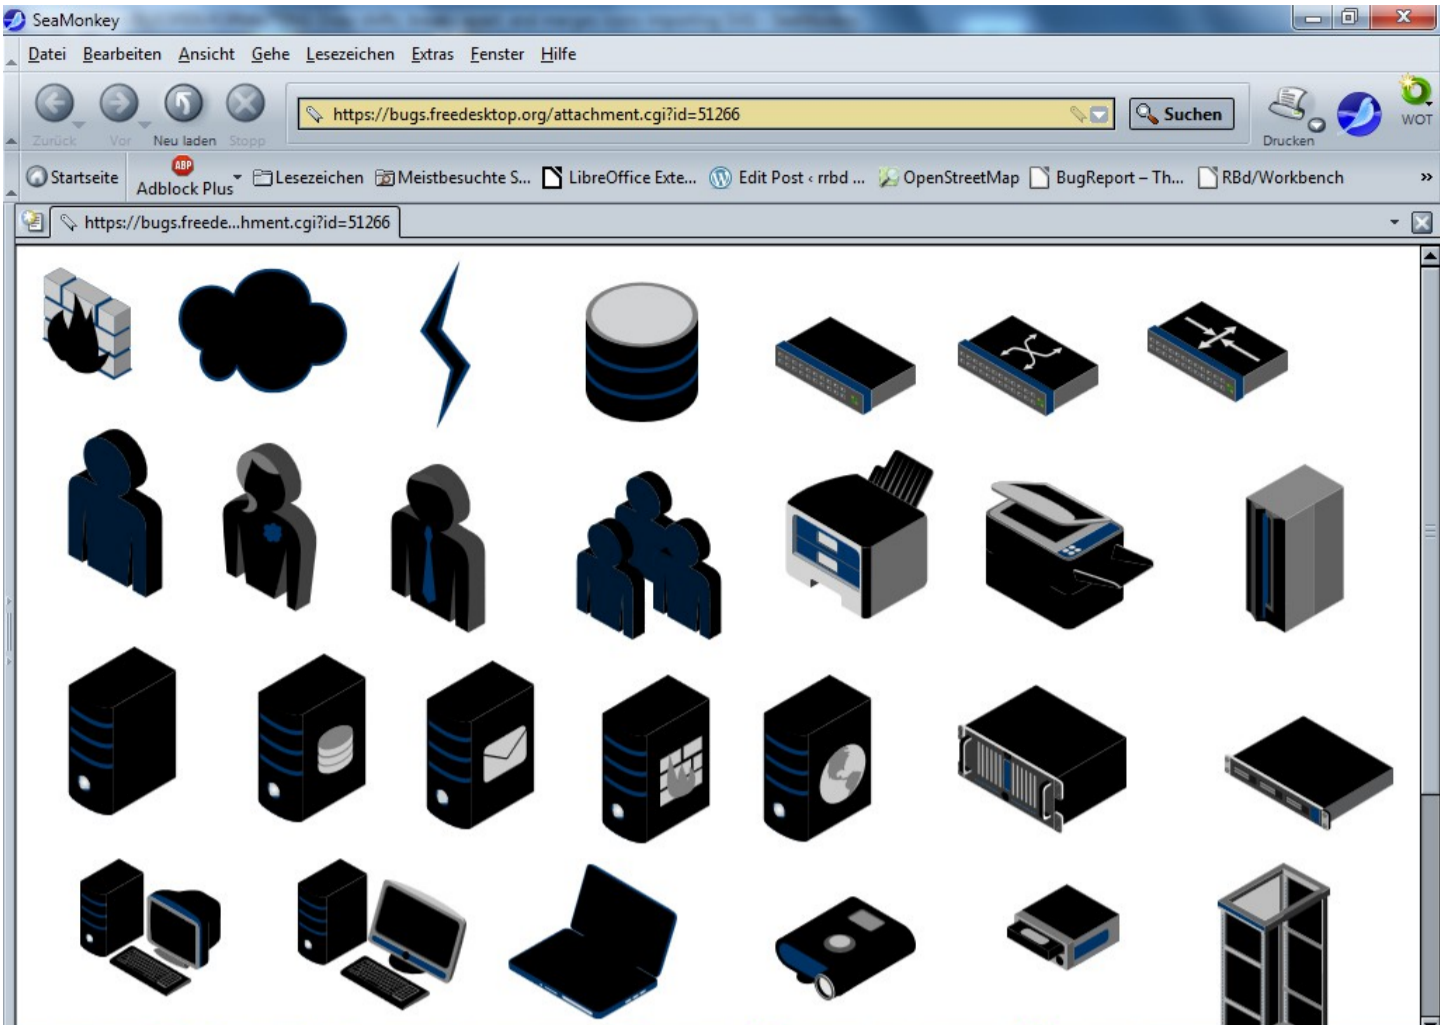 SeaMonkey
Datei Bearbeiten Ansicht Gehe Lesezeichen Extras Fenster Hilfe
https://bugs.freedesktop.org/attachment.cgi?id=51266 Suchen
Zurück Vor Neu laden Stopp Drucken WOT
Startseite ABP Adblock Plus Lesezeichen Meistbesuchte S... LibreOffice Exte... Edit Post ‹ rrbd ... OpenStreetMap BugReport – Th... RBd/Workbench »
https://bugs.freede...hment.cgi?id=51266